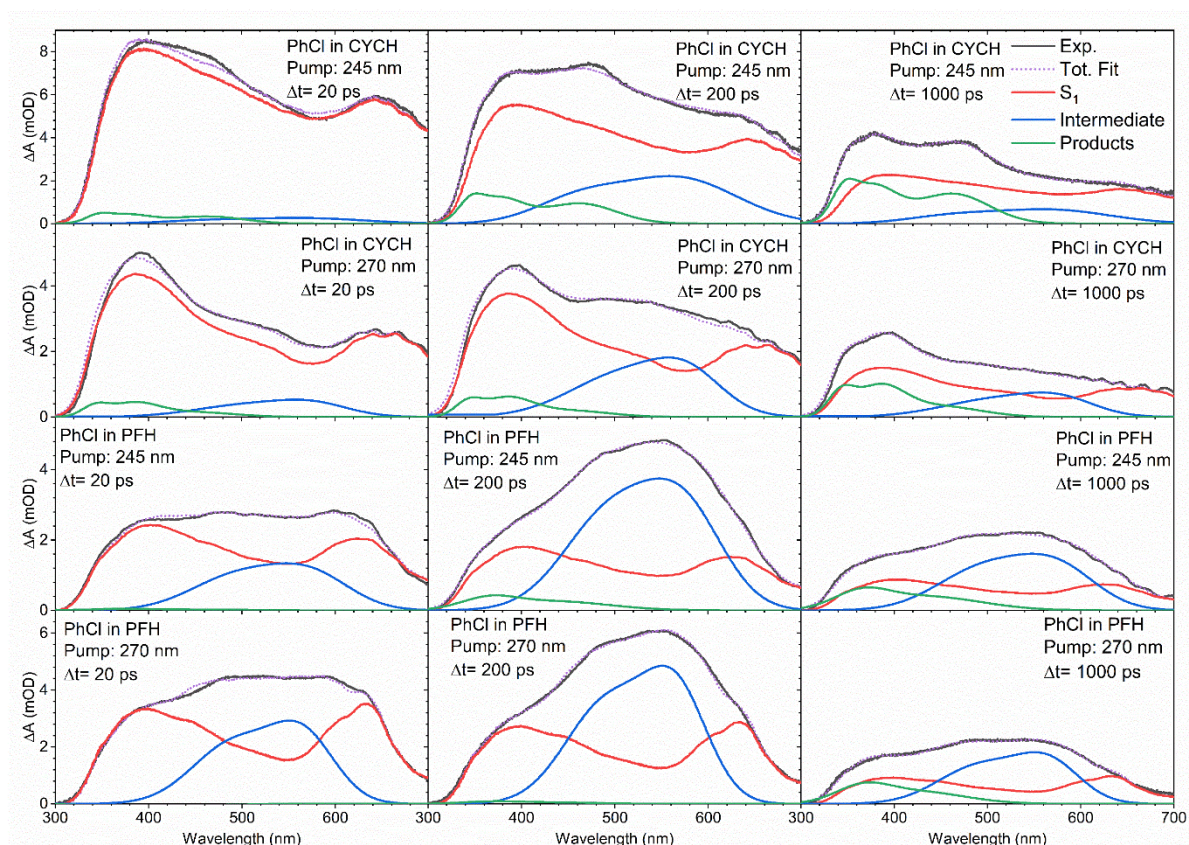 PhCl in CYCH
Pump: 245 nm
Δt= 20 ps
PhCl in CYCH
Pump: 245 nm
Δt= 200 ps
PhCl in CYCH
Pump: 245 nm
Δt= 1000 ps
Exp.
Tot. Fit
S₁
Intermediate
Products
8
6
4
2
0
ΔA (mOD)
PhCl in CYCH
Pump: 270 nm
Δt= 20 ps
PhCl in CYCH
Pump: 270 nm
Δt= 200 ps
PhCl in CYCH
Pump: 270 nm
Δt= 1000 ps
4
2
0
ΔA (mOD)
PhCl in PFH
Pump: 245 nm
Δt= 20 ps
PhCl in PFH
Pump: 245 nm
Δt= 200 ps
PhCl in PFH
Pump: 245 nm
Δt= 1000 ps
4
2
0
ΔA (mOD)
PhCl in PFH
Pump: 270 nm
Δt= 20 ps
PhCl in PFH
Pump: 270 nm
Δt= 200 ps
PhCl in PFH
Pump: 270 nm
Δt= 1000 ps
6
4
2
0
ΔA (mOD)
300 400 500 600 300 400 500 600 300 400 500 600 700
Wavelength (nm) Wavelength (nm) Wavelength (nm)